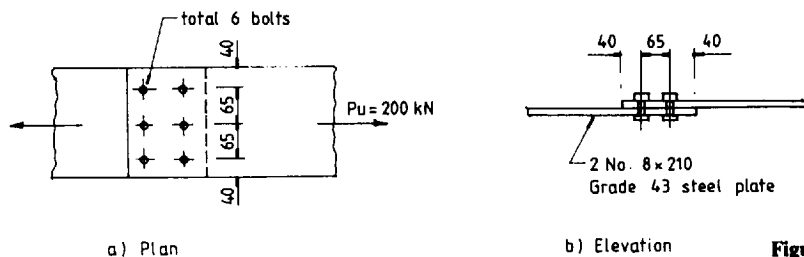 total 6 bolts
40
65
65
40
Pu = 200 kN
a) Plan
40 65 40
2 No. 8 × 210
Grade 43 steel plate
b) Elevation
Figu